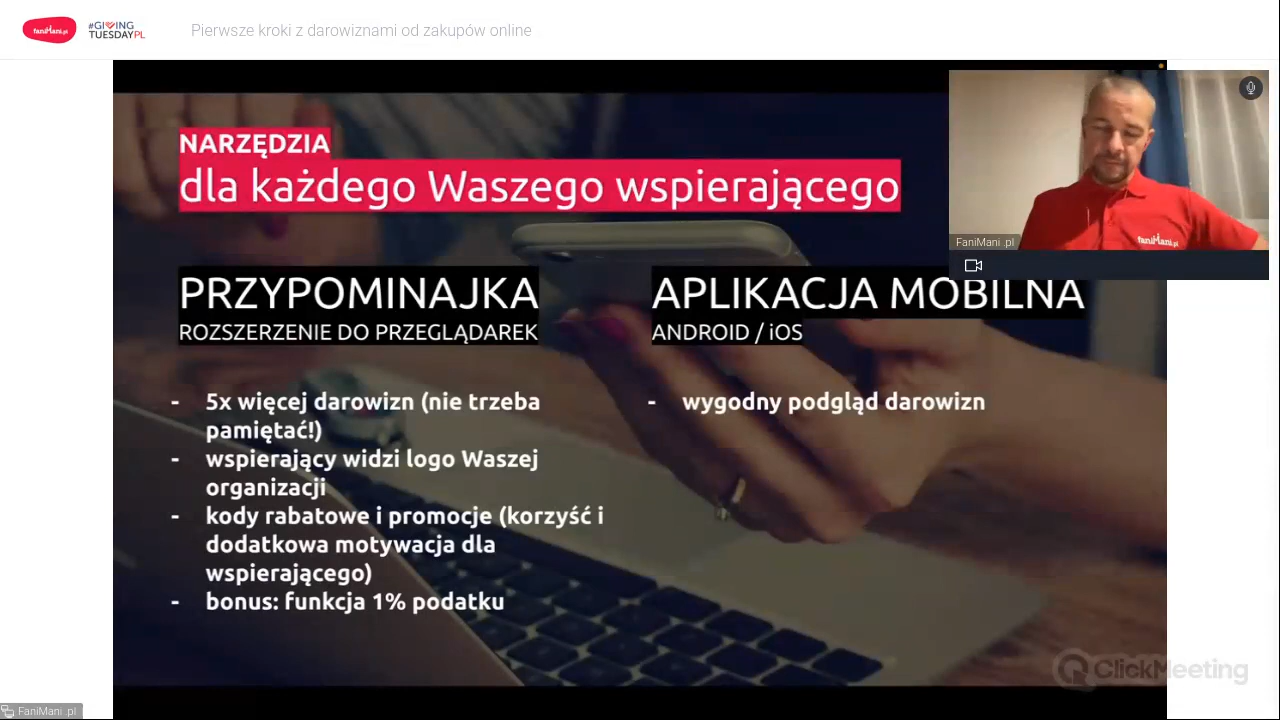 faniMani.pl
#GIVING
TUESDAYPL
Pierwsze kroki z darowiznami od zakupów online
NARZĘDZIA
dla każdego Waszego wspierającego
FaniMani .pl
faniMani.pl
PRZYPOMINAJKA
ROZSZERZENIE DO PRZEGLĄDAREK
- 5x więcej darowizn (nie trzeba
pamiętać!)
- wspierający widzi logo Waszej
organizacji
- kody rabatowe i promocje (korzyść i
dodatkowa motywacja dla
wspierającego)
- bonus: funkcja 1% podatku
APLIKACJA MOBILNA
ANDROID / iOS
- wygodny podgląd darowizn
ClickMeeting
FaniMani .pl